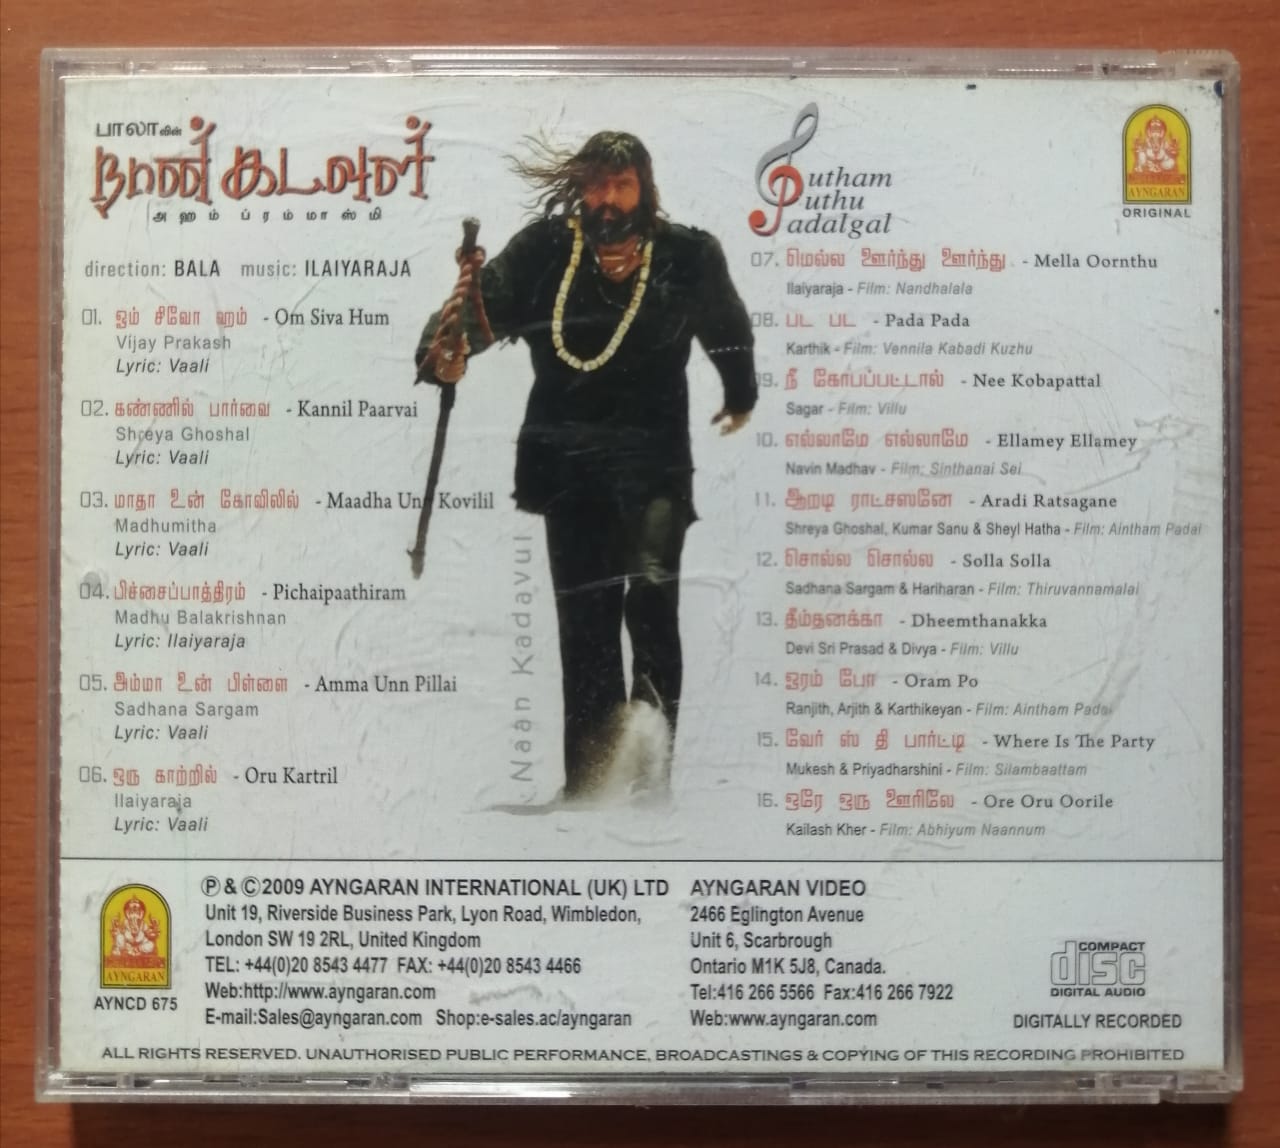 பாலாவின்
நான் கடவுள்
அ ஹ ம் ப் ர ம் மா ஸ் மி
direction: BALA music: ILAIYARAJA
01. ஓம் சிவோ ஹம் - Om Siva Hum
Vijay Prakash
Lyric: Vaali
02. கண்ணில் பார்வை - Kannil Paarvai
Shreya Ghoshal
Lyric: Vaali
03. மாதா உன் கோவிலில் - Maadha Unn Kovilil
Madhumitha
Lyric: Vaali
04. பிச்சைப்பாத்திரம் - Pichaipaathiram
Madhu Balakrishnan
Lyric: Ilaiyaraja
05. அம்மா உன் பிள்ளை - Amma Unn Pillai
Sadhana Sargam
Lyric: Vaali
06. ஒரு காற்றில் - Oru Kartril
Ilaiyaraja
Lyric: Vaali
Naan Kadavul
Putham
Puthu
Padalgal
AYNGARAN
ORIGINAL
07. மெல்ல ஊர்ந்து ஊர்ந்து - Mella Oornthu
Ilaiyaraja - Film: Nandhalala
08. பட பட - Pada Pada
Karthik - Film: Vennila Kabadi Kuzhu
09. நீ கோபப்பட்டால் - Nee Kobapattal
Sagar - Film: Villu
10. எல்லாமே எல்லாமே - Ellamey Ellamey
Navin Madhav - Film: Sinthanai Sei
11. ஆறடி ராட்சஸனே - Aradi Ratsagane
Shreya Ghoshal, Kumar Sanu & Sheyl Hatha - Film: Aintham Padai
12. சொல்ல சொல்ல - Solla Solla
Sadhana Sargam & Hariharan - Film: Thiruvannamalai
13. தீம்தனக்கா - Dheemthanakka
Devi Sri Prasad & Divya - Film: Villu
14. ஓரம் போ - Oram Po
Ranjith, Arjith & Karthikeyan - Film: Aintham Padai
15. வேர் ஸ் தி பார்ட்டி - Where Is The Party
Mukesh & Priyadharshini - Film: Silambaattam
16. ஒரே ஒரு ஊரிலே - Ore Oru Oorile
Kailash Kher - Film: Abhiyum Naannum
AYNGARAN
AYNCD 675
Ⓟ & ©2009 AYNGARAN INTERNATIONAL (UK) LTD
Unit 19, Riverside Business Park, Lyon Road, Wimbledon,
London SW 19 2RL, United Kingdom
TEL: +44(0)20 8543 4477 FAX: +44(0)20 8543 4466
Web:http://www.ayngaran.com
E-mail:Sales@ayngaran.com Shop:e-sales.ac/ayngaran
AYNGARAN VIDEO
2466 Eglington Avenue
Unit 6, Scarbrough
Ontario M1K 5J8, Canada.
Tel:416 266 5566 Fax:416 266 7922
Web:www.ayngaran.com
COMPACT
disc
DIGITAL AUDIO
DIGITALLY RECORDED
ALL RIGHTS RESERVED. UNAUTHORISED PUBLIC PERFORMANCE, BROADCASTINGS & COPYING OF THIS RECORDING PROHIBITED